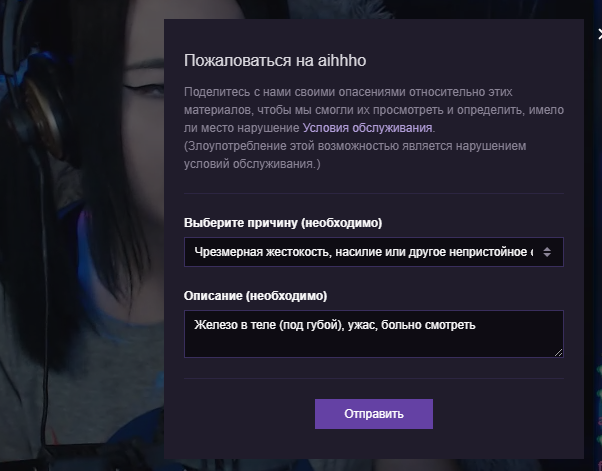 Пожаловаться на aihhho
Поделитесь с нами своими опасениями относительно этих
материалов, чтобы мы смогли их просмотреть и определить, имело
ли место нарушение Условия обслуживания.
(Злоупотребление этой возможностью является нарушением
условий обслуживания.)
Выберите причину (необходимо)
Чрезмерная жестокость, насилие или другое непристойное
Описание (необходимо)
Железо в теле (под губой), ужас, больно смотреть
Отправить